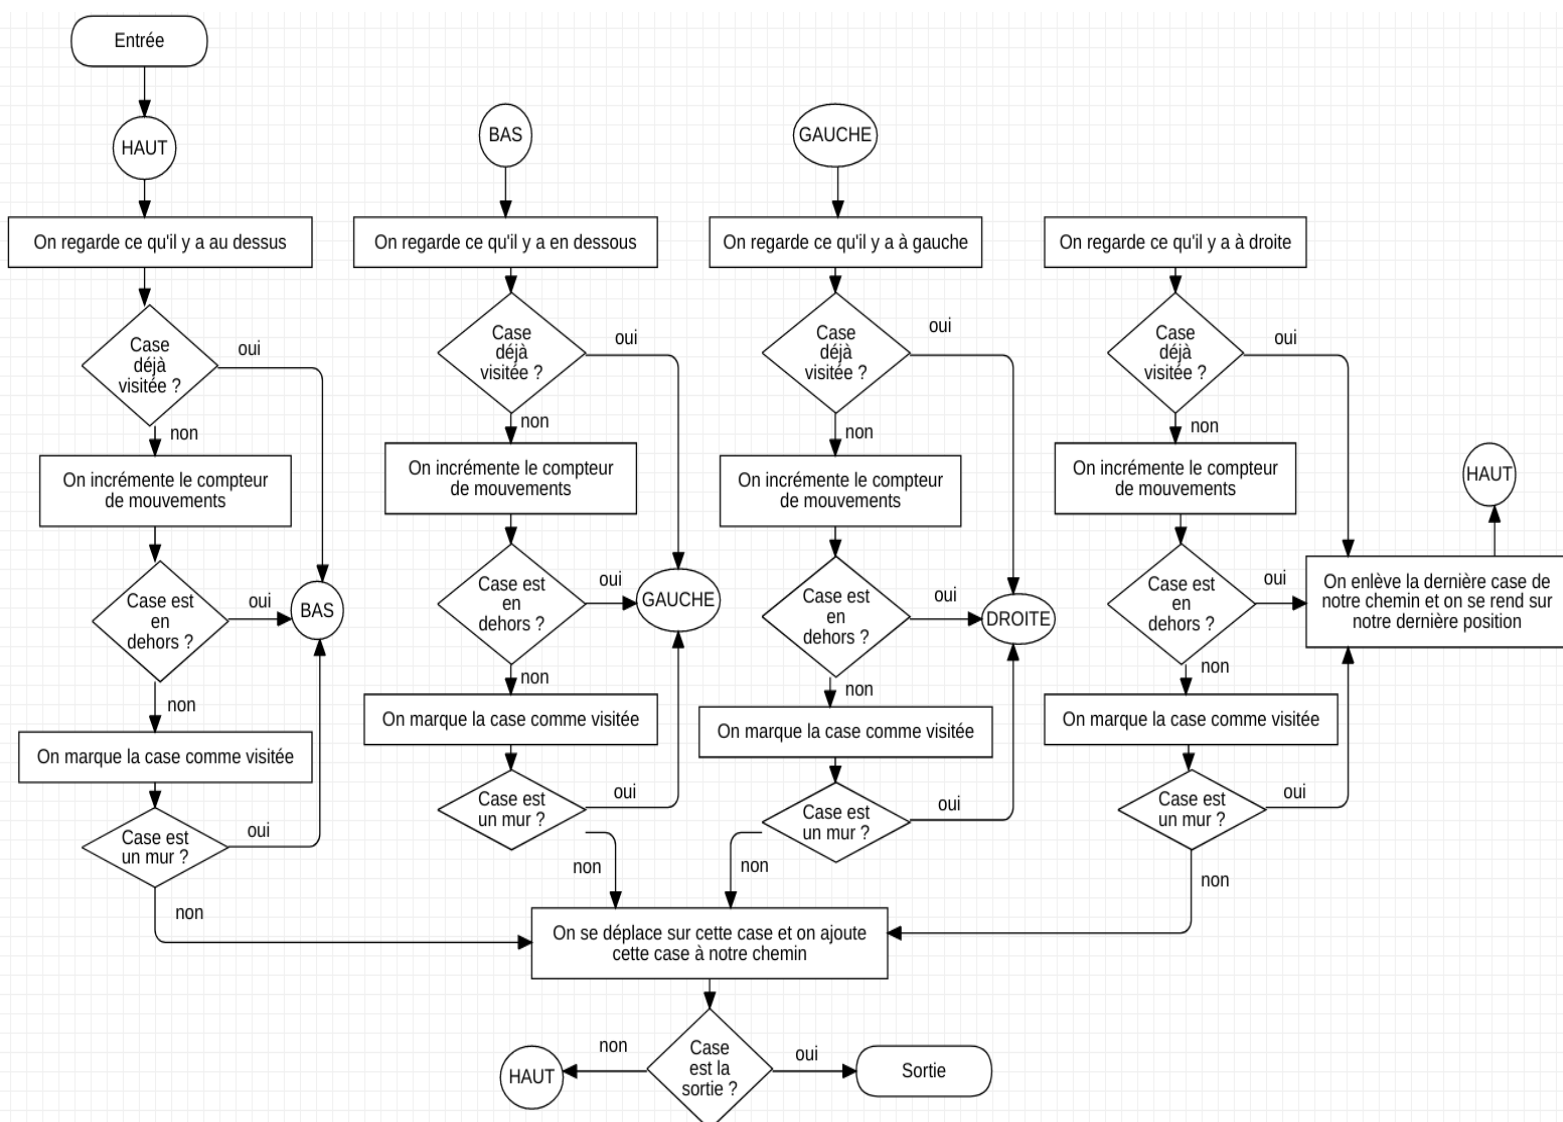 Entrée
HAUT
On regarde ce qu'il y a au dessus
Case
déjà
visitée ?
oui
non
On incrémente le compteur
de mouvements
Case est
en
dehors ?
oui
BAS
non
On marque la case comme visitée
Case est
un mur ?
oui
non
BAS
On regarde ce qu'il y a en dessous
Case
déjà
visitée ?
oui
non
On incrémente le compteur
de mouvements
Case est
en
dehors ?
oui
GAUCHE
non
On marque la case comme visitée
Case est
un mur ?
oui
non
GAUCHE
On regarde ce qu'il y a à gauche
Case
déjà
visitée ?
oui
non
On incrémente le compteur
de mouvements
Case est
en
dehors ?
oui
DROITE
non
On marque la case comme visitée
Case est
un mur ?
oui
non
On regarde ce qu'il y a à droite
Case
déjà
visitée ?
oui
non
On incrémente le compteur
de mouvements
Case est
en
dehors ?
oui
non
On marque la case comme visitée
Case est
un mur ?
oui
non
HAUT
On enlève la dernière case de
notre chemin et on se rend sur
notre dernière position
On se déplace sur cette case et on ajoute
cette case à notre chemin
Case
est la
sortie ?
non
HAUT
oui
Sortie